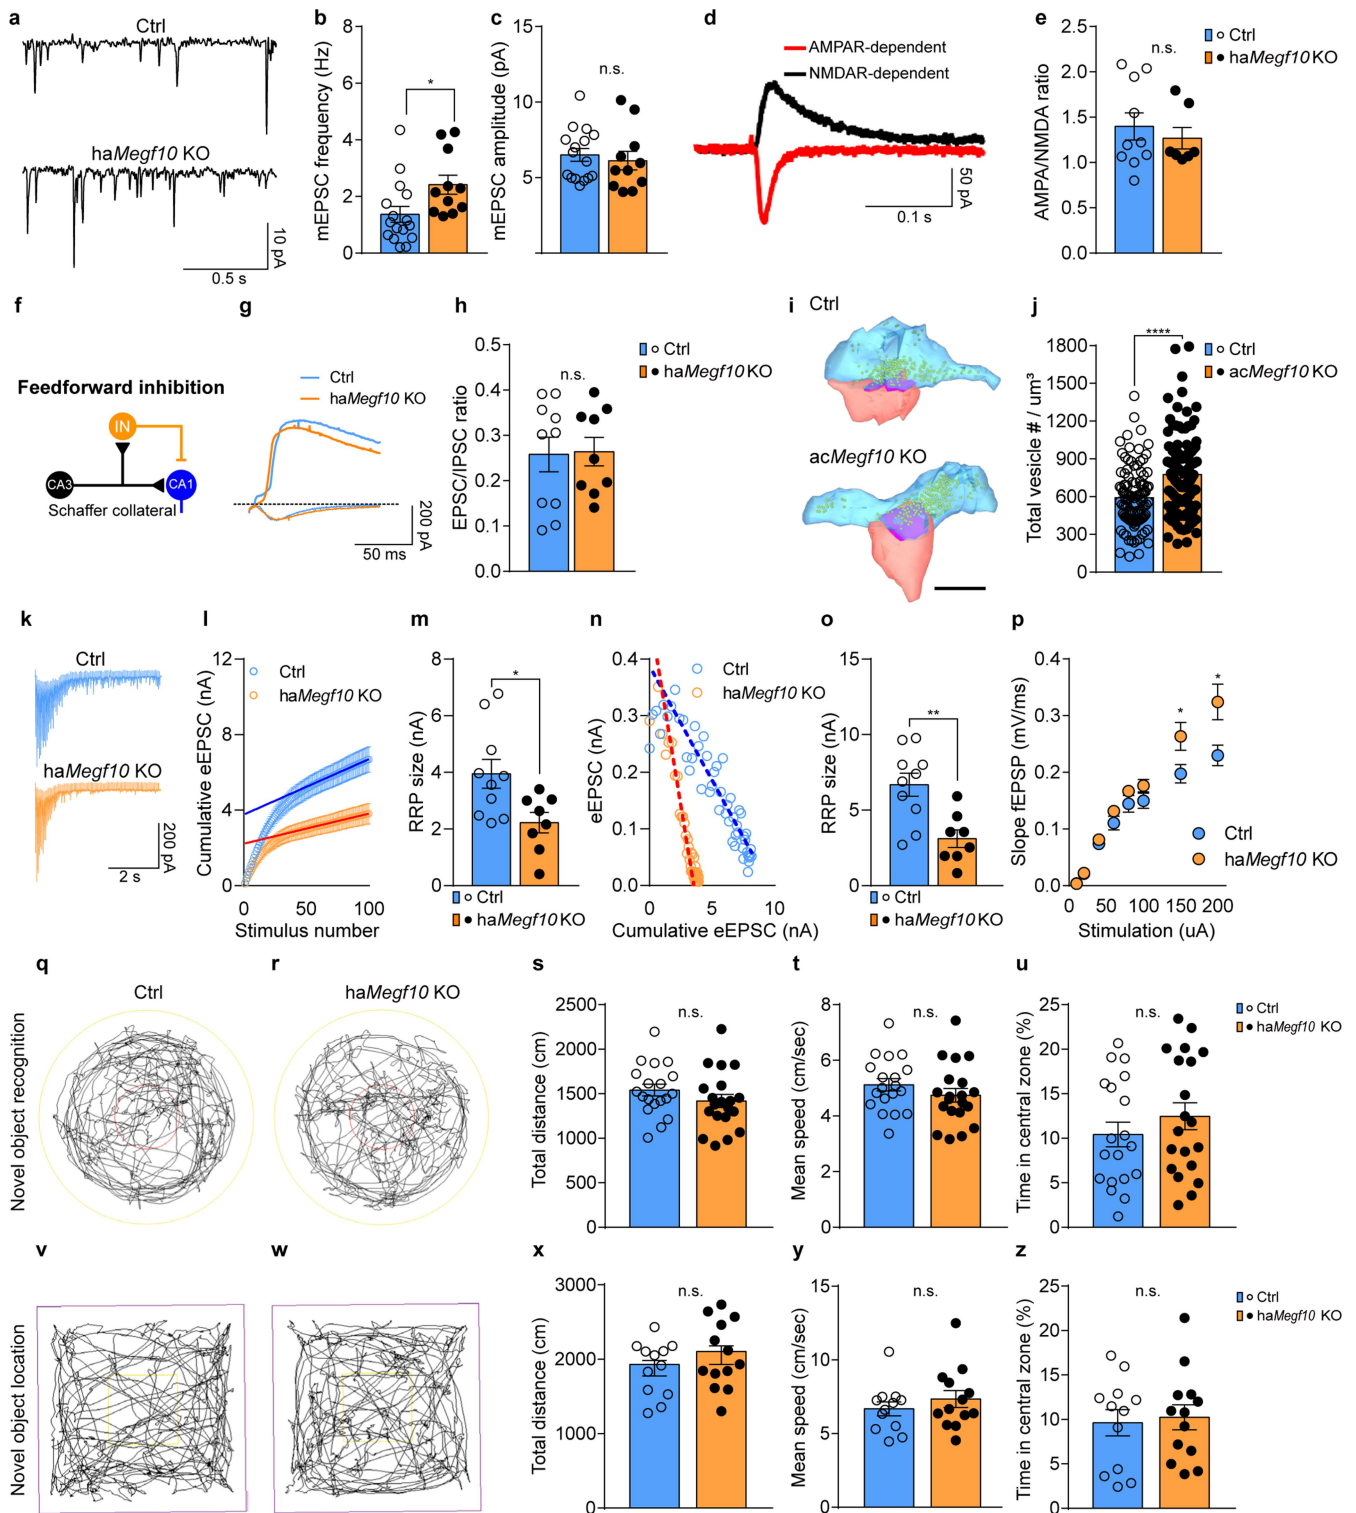 a
Ctrl
haMegf10 KO
10 pA
0.5 s
b
mEPSC frequency (Hz)
8
6
4
2
0
*
c
mEPSC amplitude (pA)
15
10
5
n.s.
d
AMPAR-dependent
NMDAR-dependent
50 pA
0.1 s
e
AMPA/NMDA ratio
2.5
2.0
1.5
1.0
0.5
0.0
n.s.
Ctrl
haMegf10 KO
f
Feedforward inhibition
IN
CA3
CA1
Schaffer collateral
g
Ctrl
haMegf10 KO
200 pA
50 ms
h
EPSC/IPSC ratio
0.5
0.4
0.3
0.2
0.1
0.0
n.s.
Ctrl
haMegf10 KO
i
Ctrl
acMegf10 KO
j
Total vesicle # / um³
1800
1500
1200
900
600
300
0
****
Ctrl
acMegf10 KO
k
Ctrl
haMegf10 KO
200 pA
2 s
l
Cumulative eEPSC (nA)
12
8
4
0
Ctrl
haMegf10 KO
0 50 100
Stimulus number
m
RRP size (nA)
8
6
4
2
0
*
Ctrl
haMegf10 KO
n
eEPSC (nA)
0.4
0.3
0.2
0.1
0.0
Ctrl
haMegf10 KO
0 5 10
Cumulative eEPSC (nA)
o
RRP size (nA)
15
10
5
0
**
Ctrl
haMegf10 KO
p
Slope fEPSP (mV/ms)
0.4
0.3
0.2
0.1
0.0
*
*
Ctrl
haMegf10 KO
0 50 100 150 200
Stimulation (uA)
Novel object recognition
q
Ctrl
r
haMegf10 KO
s
Total distance (cm)
2500
2000
1500
1000
500
0
n.s.
t
Mean speed (cm/sec)
8
6
4
2
0
n.s.
u
Time in central zone (%)
25
20
15
10
5
0
n.s.
Ctrl
haMegf10 KO
Novel object location
v
w
x
Total distance (cm)
3000
2000
1000
0
n.s.
y
Mean speed (cm/sec)
15
10
5
0
n.s.
z
Time in central zone (%)
25
20
15
10
5
0
n.s.
Ctrl
haMegf10 KO